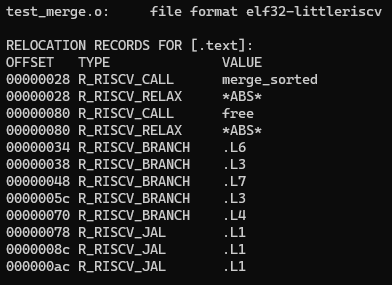 test_merge.o:     file format elf32-littleriscv

RELOCATION RECORDS FOR [.text]:
OFFSET   TYPE              VALUE
00000028 R_RISCV_CALL      merge_sorted
00000028 R_RISCV_RELAX     *ABS*
00000080 R_RISCV_CALL      free
00000080 R_RISCV_RELAX     *ABS*
00000034 R_RISCV_BRANCH    .L6
00000038 R_RISCV_BRANCH    .L3
00000048 R_RISCV_BRANCH    .L7
0000005c R_RISCV_BRANCH    .L3
00000070 R_RISCV_BRANCH    .L4
00000078 R_RISCV_JAL       .L1
0000008c R_RISCV_JAL       .L1
000000ac R_RISCV_JAL       .L1